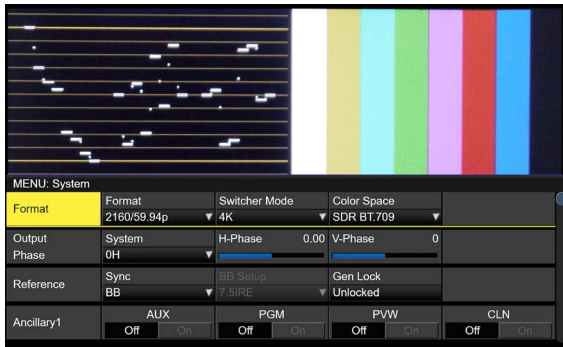 MENU: System
Format Format Switcher Mode Color Space
2160/59.94p 4K SDR BT.709
Output Phase System H-Phase 0.00 V-Phase 0
0H
Reference Sync BB Setup Gen Lock
BB 7.5IRE Unlocked
Ancillary1 AUX PGM PVW CLN
Off On Off On Off On Off On